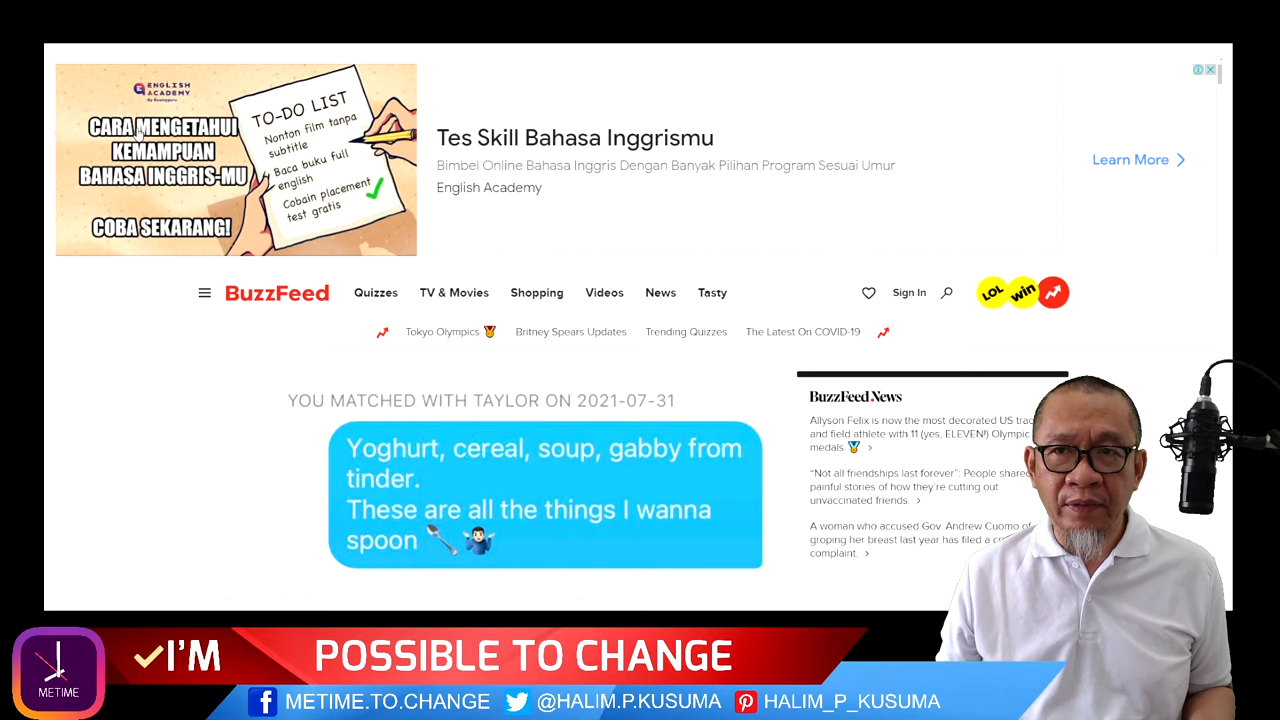 ENGLISH
ACADEMY
by Ruangguru
CARA MENGETAHUI
KEMAMPUAN
BAHASA INGGRIS-MU
COBA SEKARANG!
TO-DO LIST
Nonton film tanpa
subtitle
Baca buku full
english
Cobain placement
test gratis
Tes Skill Bahasa Inggrismu
Bimbel Online Bahasa Inggris Dengan Banyak Pilihan Program Sesuai Umur
English Academy
Learn More
BuzzFeed
Quizzes
TV & Movies
Shopping
Videos
News
Tasty
Sign In
LOL
win
Tokyo Olympics 🏅
Britney Spears Updates
Trending Quizzes
The Latest On COVID-19
YOU MATCHED WITH TAYLOR ON 2021-07-31
Yoghurt, cereal, soup, gabby from
tinder.
These are all the things I wanna
spoon 🥄🤷🏻‍♂️
BuzzFeed News
Allyson Felix is now the most decorated US trac
and field athlete with 11 (yes, ELEVEN!) Olympic
medals 🏅 ›
“Not all friendships last forever”: People shared
painful stories of how they’re cutting out
unvaccinated friends. ›
A woman who accused Gov. Andrew Cuomo of
groping her breast last year has filed a
complaint. ›
I'M
POSSIBLE TO CHANGE
METIME
METIME.TO.CHANGE
@HALIM.P.KUSUMA
HALIM_P_KUSUMA